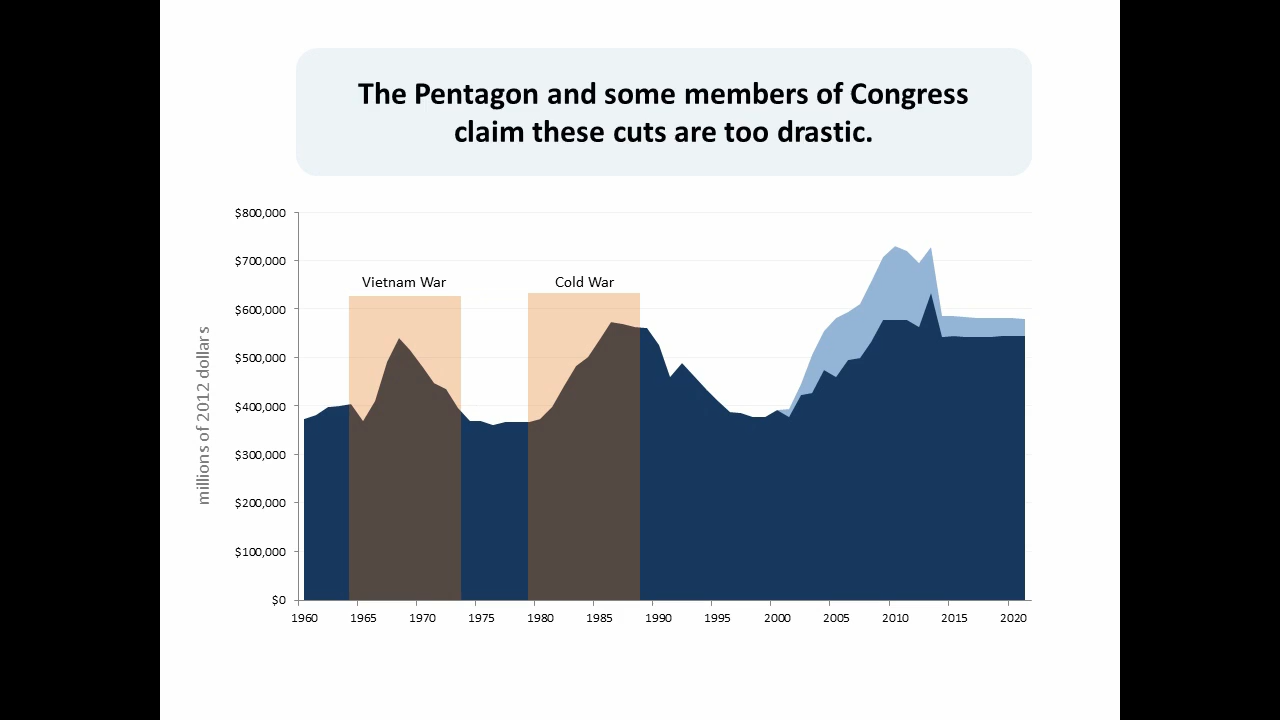 The Pentagon and some members of Congress
claim these cuts are too drastic.
$800,000
$700,000
$600,000
$500,000
$400,000
$300,000
$200,000
$100,000
$0
millions of 2012 dollars
Vietnam War
Cold War
1960 1965 1970 1975 1980 1985 1990 1995 2000 2005 2010 2015 2020